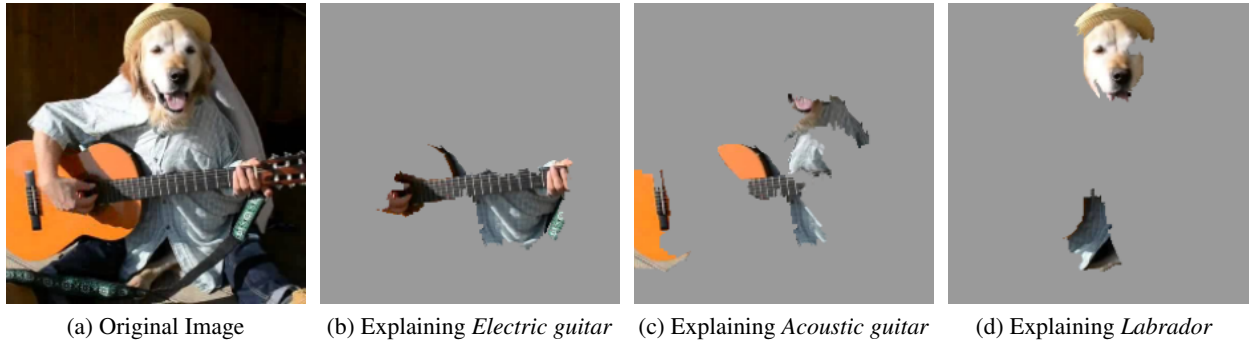 (a) Original Image
(b) Explaining Electric guitar
(c) Explaining Acoustic guitar
(d) Explaining Labrador